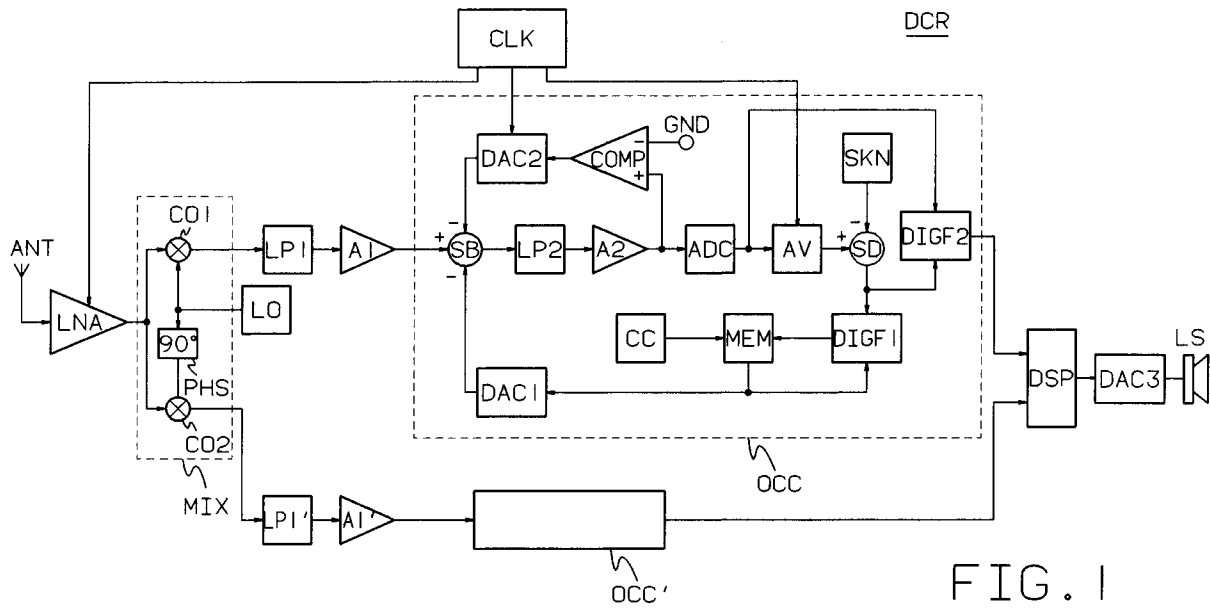 CLK
DCR
GND
DAC2
COMP
-
+
SKN
CO1
LP1
A1
+
-
SB
-
LP2
A2
ADC
AV
+
-
SD
DIGF2
ANT
LNA
LO
90°
PHS
CC
MEM
DIGF1
DAC1
LS
DSP
DAC3
CO2
MIX
OCC
LP1'
A1'
OCC'
FIG. 1